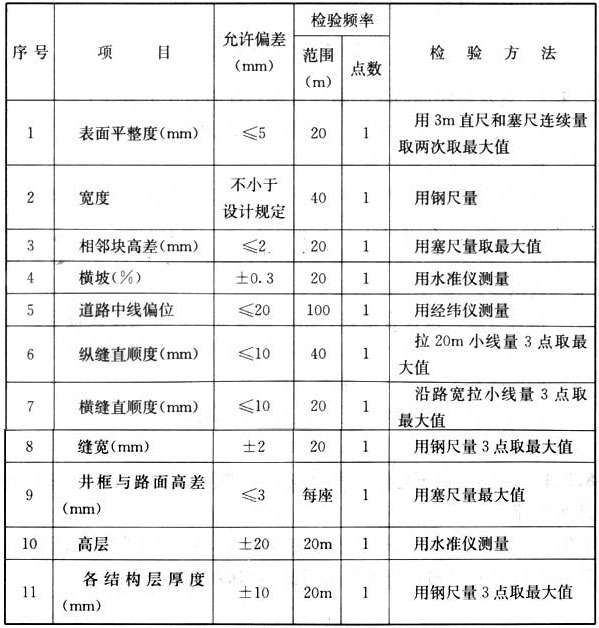 序号 项 目 允许偏差(mm) 检验频率 检 验 方 法
范围(m) 点数
1 表面平整度(mm) ≤5 20 1 用3m直尺和塞尺连续量
取两次取最大值
2 宽度 不小于
设计规定 40 1 用钢尺量
3 相邻块高差(mm) ≤2 20 1 用塞尺量取最大值
4 横坡(%) ±0.3 20 1 用水准仪测量
5 道路中线偏位 ≤20 100 1 用经纬仪测量
6 纵缝直顺度(mm) ≤10 40 1 拉20m小线量3点取最
大值
7 横缝直顺度(mm) ≤10 20 1 沿路宽拉小线量3点取
最大值
8 缝宽(mm) ±2 20 1 用钢尺量3点取最大值
9 井框与路面高差
(mm) ≤3 每座 1 用塞尺量最大值
10 高层 ±20 20m 1 用水准仪测量
11 各结构层厚度
(mm) ±10 20m 1 用钢尺量3点取最大值